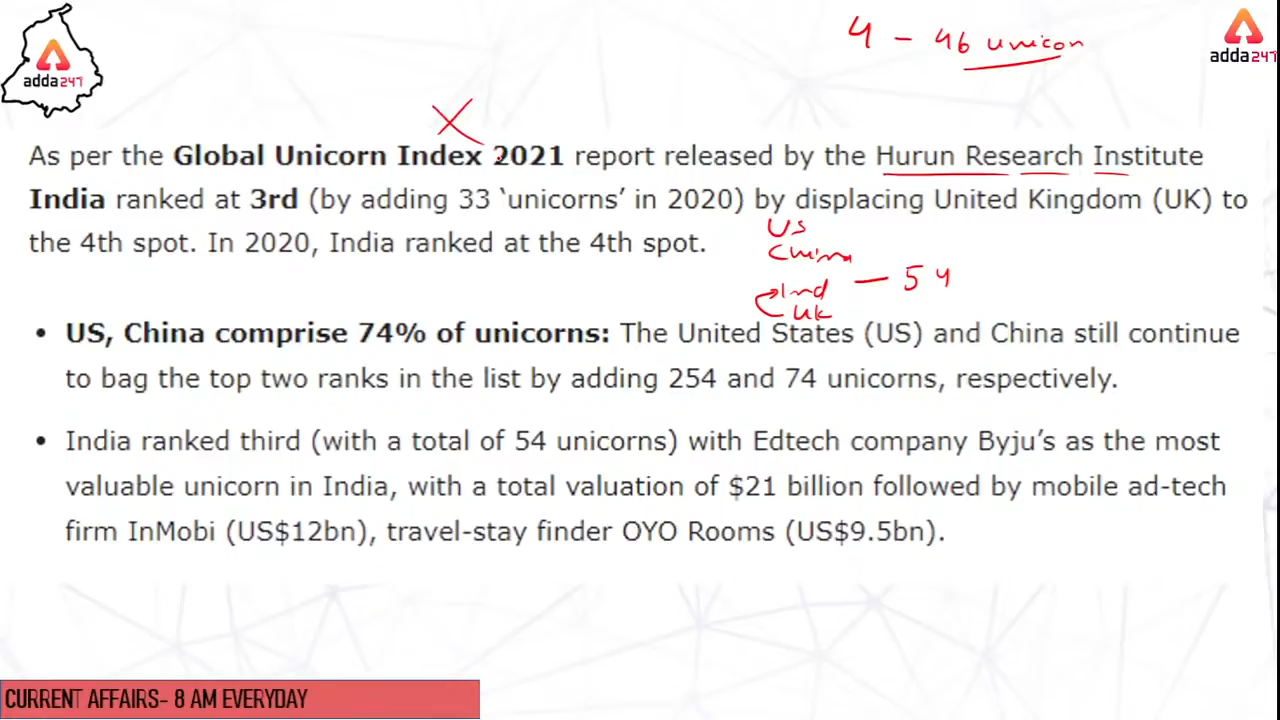 4 - 46 unicon
adda247
adda247
As per the Global Unicorn Index 2021 report released by the Hurun Research Institute
India ranked at 3rd (by adding 33 ‘unicorns’ in 2020) by displacing United Kingdom (UK) to
the 4th spot. In 2020, India ranked at the 4th spot.
US
China
Ind - 54
UK
• US, China comprise 74% of unicorns: The United States (US) and China still continue
to bag the top two ranks in the list by adding 254 and 74 unicorns, respectively.
• India ranked third (with a total of 54 unicorns) with Edtech company Byju’s as the most
valuable unicorn in India, with a total valuation of $21 billion followed by mobile ad-tech
firm InMobi (US$12bn), travel-stay finder OYO Rooms (US$9.5bn).
CURRENT AFFAIRS- 8 AM EVERYDAY